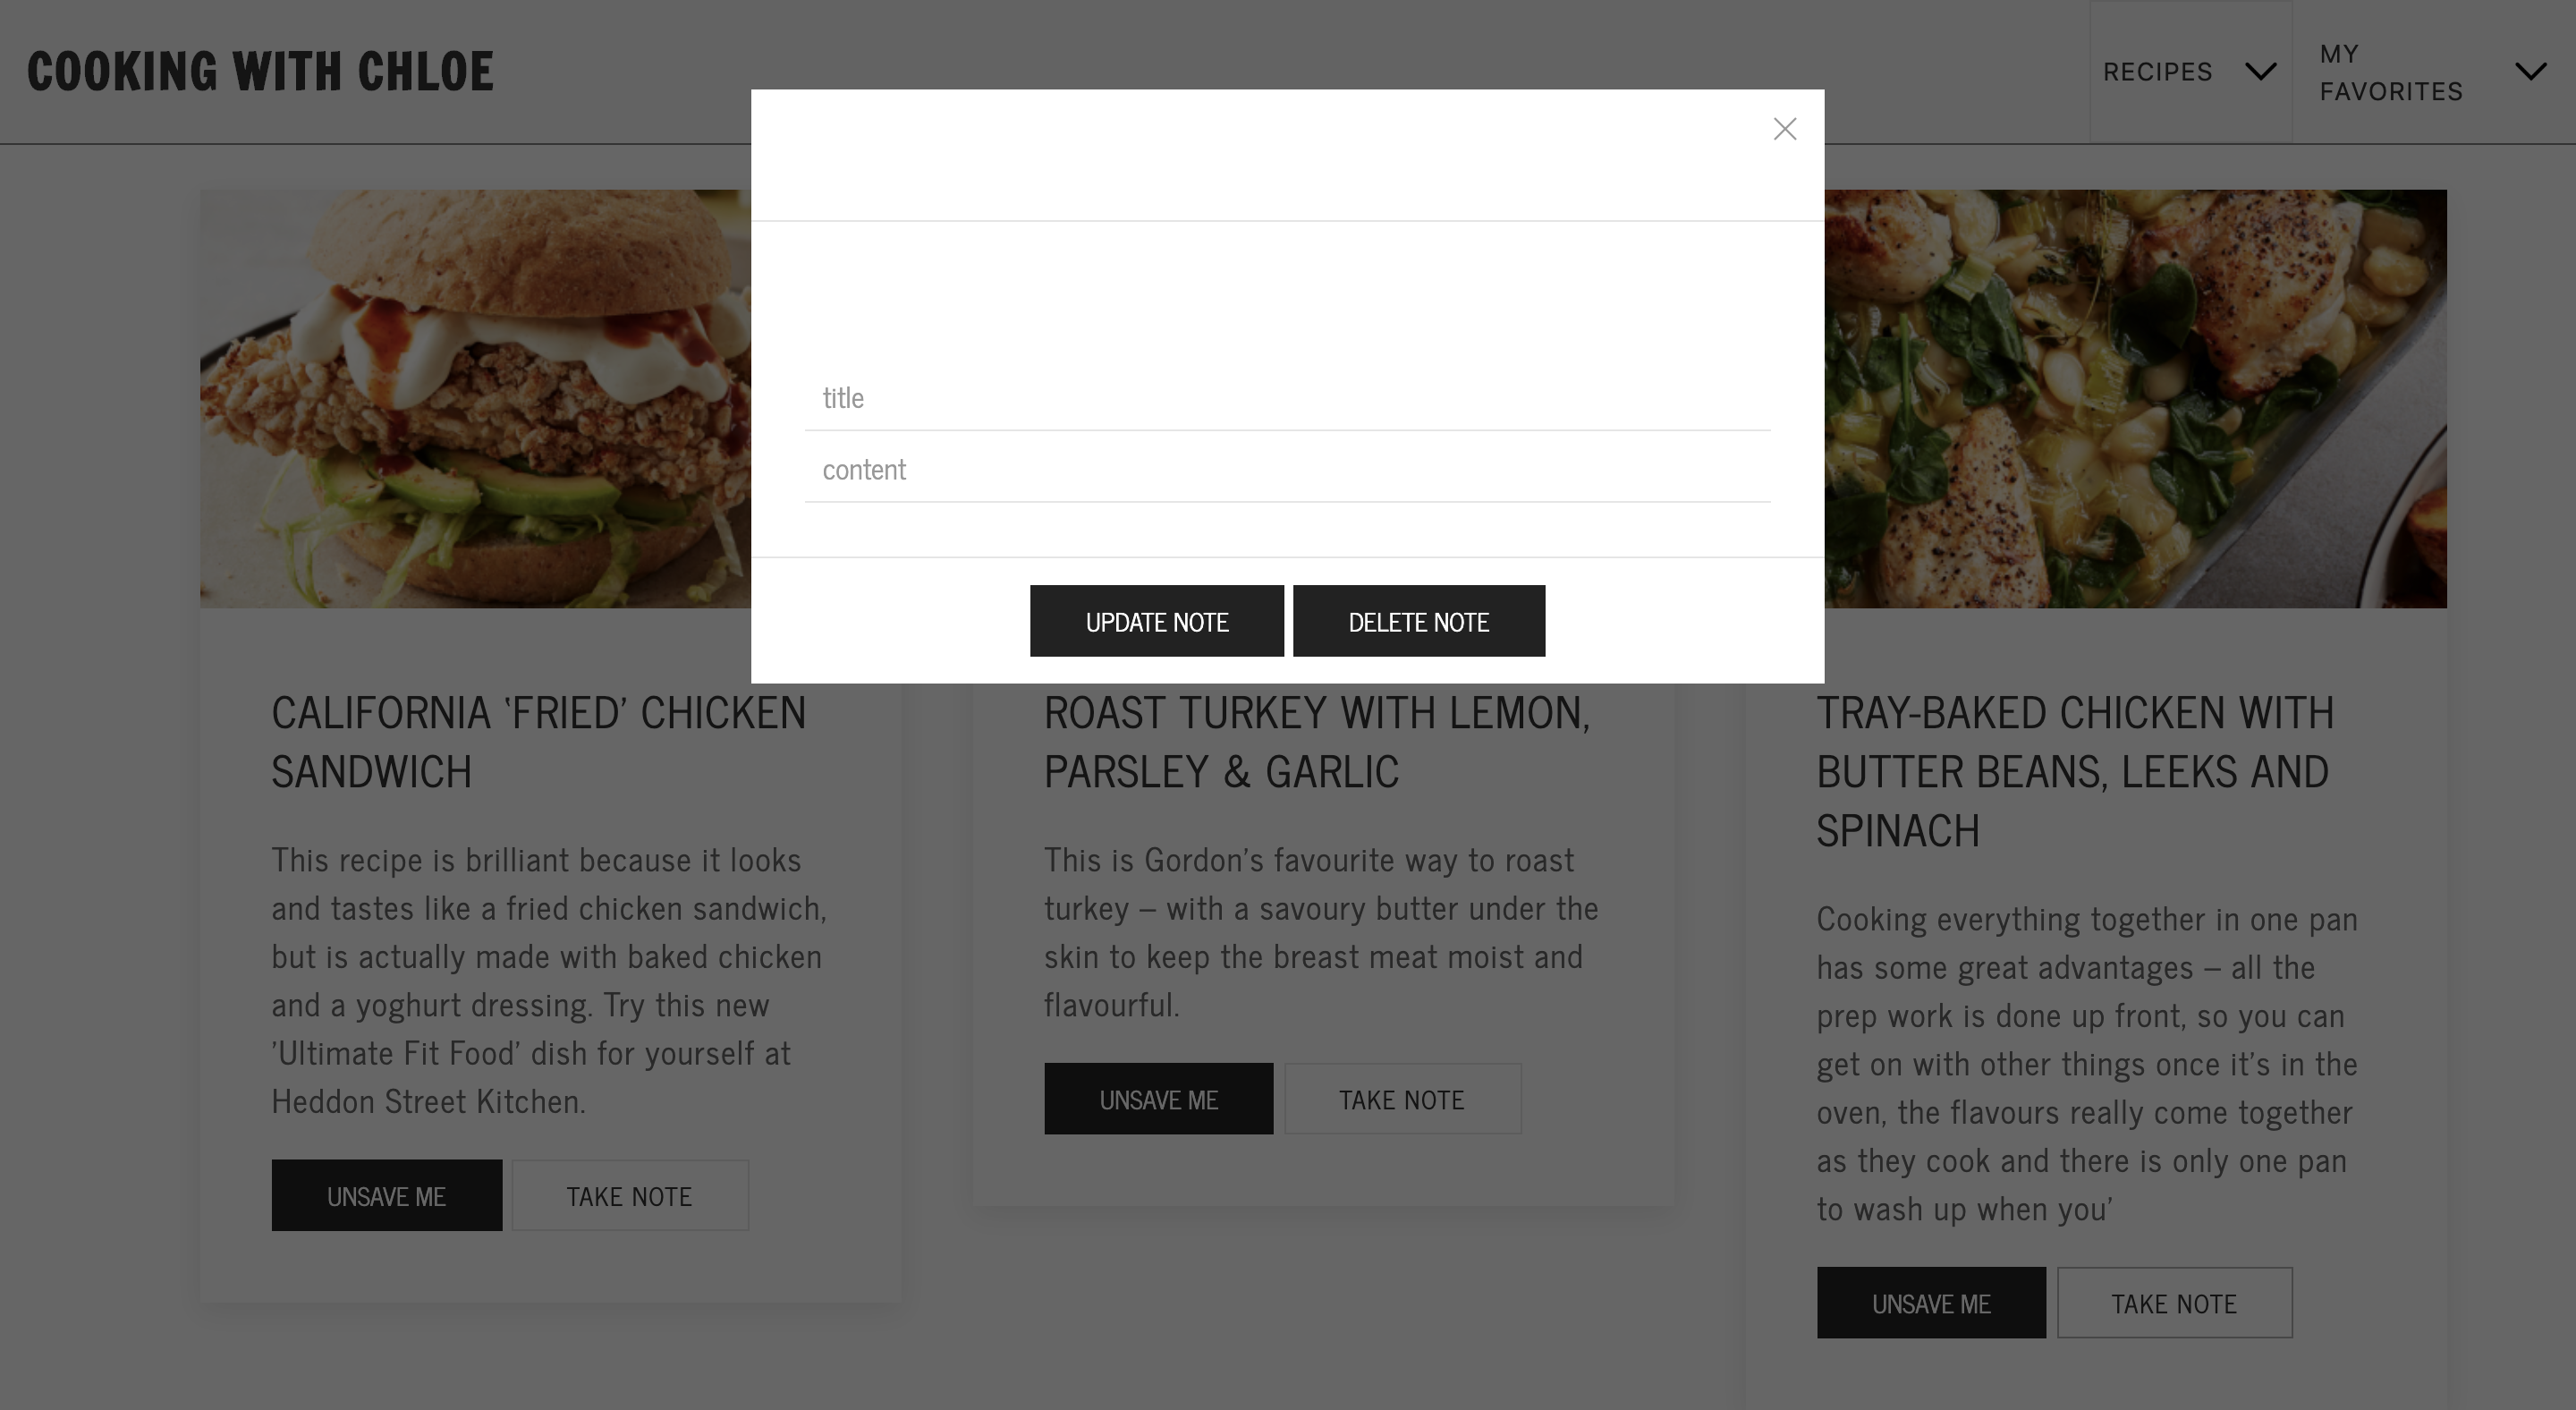 COOKING WITH CHLOE
RECIPES
MY
FAVORITES
title
content
UPDATE NOTE
DELETE NOTE
CALIFORNIA ‘FRIED’ CHICKEN
SANDWICH
This recipe is brilliant because it looks
and tastes like a fried chicken sandwich,
but is actually made with baked chicken
and a yoghurt dressing. Try this new
’Ultimate Fit Food’ dish for yourself at
Heddon Street Kitchen.
UNSAVE ME
TAKE NOTE
ROAST TURKEY WITH LEMON,
PARSLEY & GARLIC
This is Gordon’s favourite way to roast
turkey – with a savoury butter under the
skin to keep the breast meat moist and
flavourful.
UNSAVE ME
TAKE NOTE
TRAY-BAKED CHICKEN WITH
BUTTER BEANS, LEEKS AND
SPINACH
Cooking everything together in one pan
has some great advantages – all the
prep work is done up front, so you can
get on with other things once it’s in the
oven, the flavours really come together
as they cook and there is only one pan
to wash up when you’
UNSAVE ME
TAKE NOTE